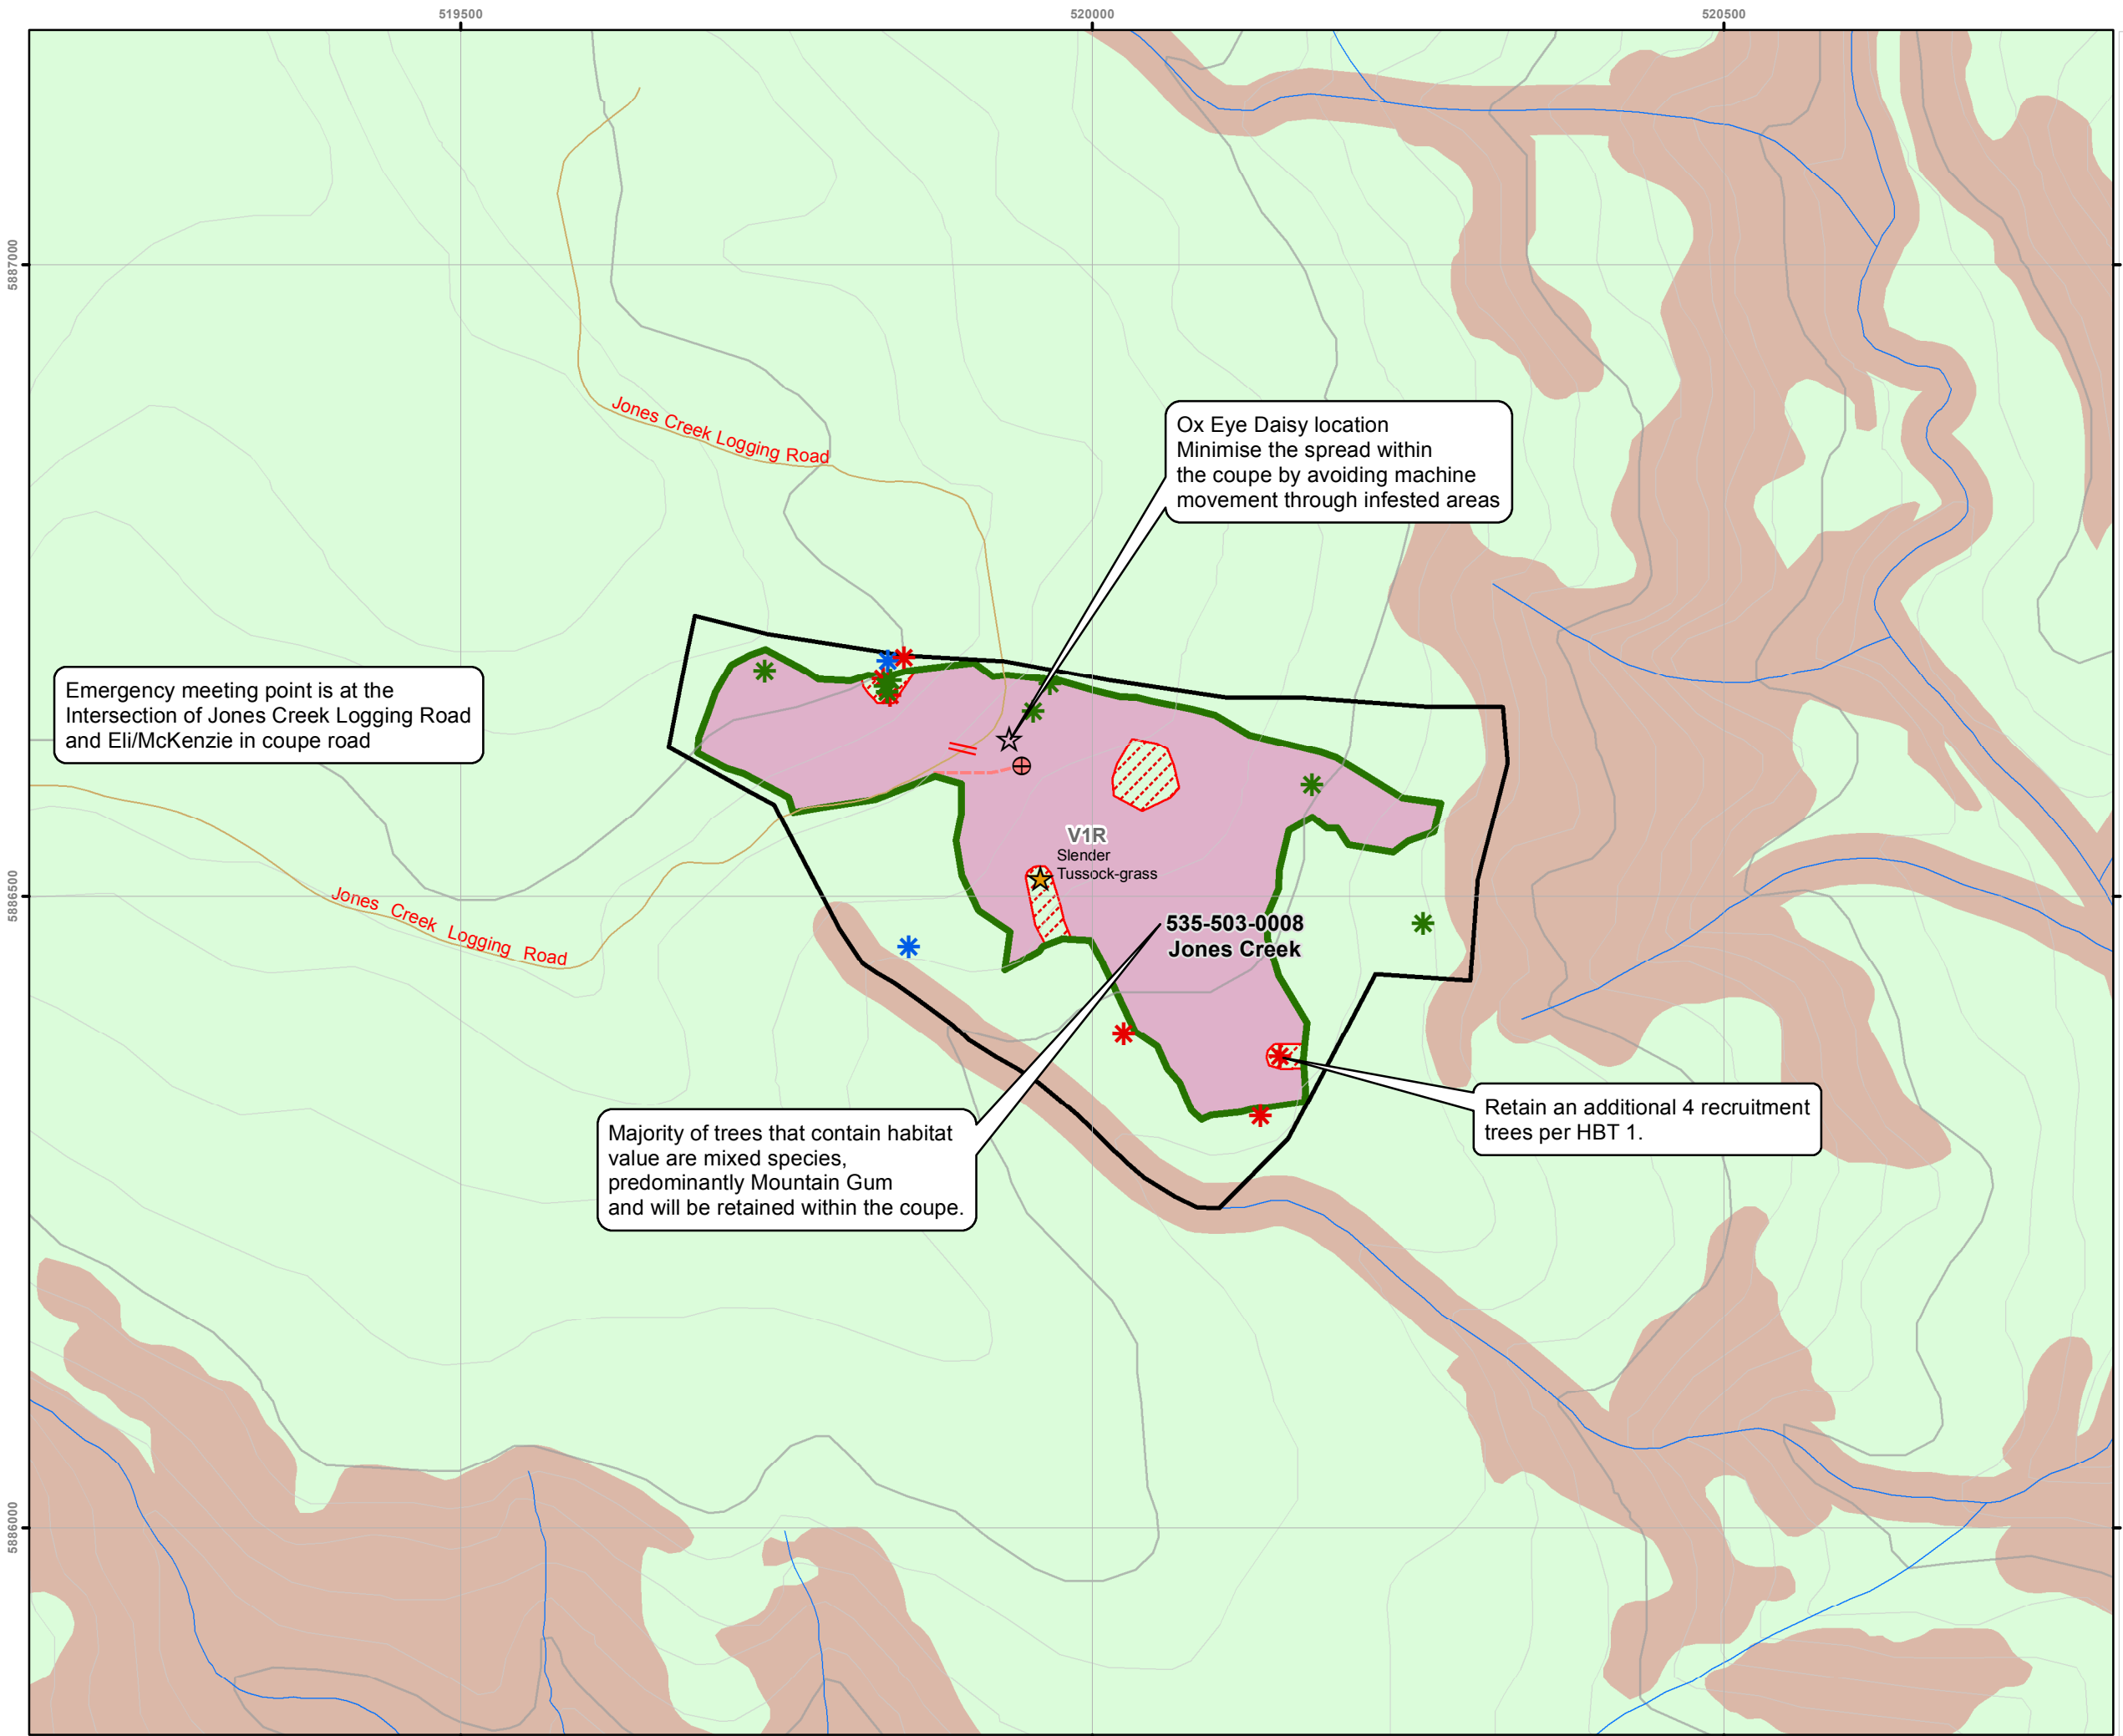 519500
520000
520500
5887000
5886500
5886000
Jones Creek Logging Road
Ox Eye Daisy location
Minimise the spread within
the coupe by avoiding machine
movement through infested areas
Emergency meeting point is at the
Intersection of Jones Creek Logging Road
and Eli/McKenzie in coupe road
V1R
Slender
Tussock-grass
Jones Creek Logging Road
535-503-0008
Jones Creek
Majority of trees that contain habitat
value are mixed species,
predominantly Mountain Gum
and will be retained within the coupe.
Retain an additional 4 recruitment
trees per HBT 1.